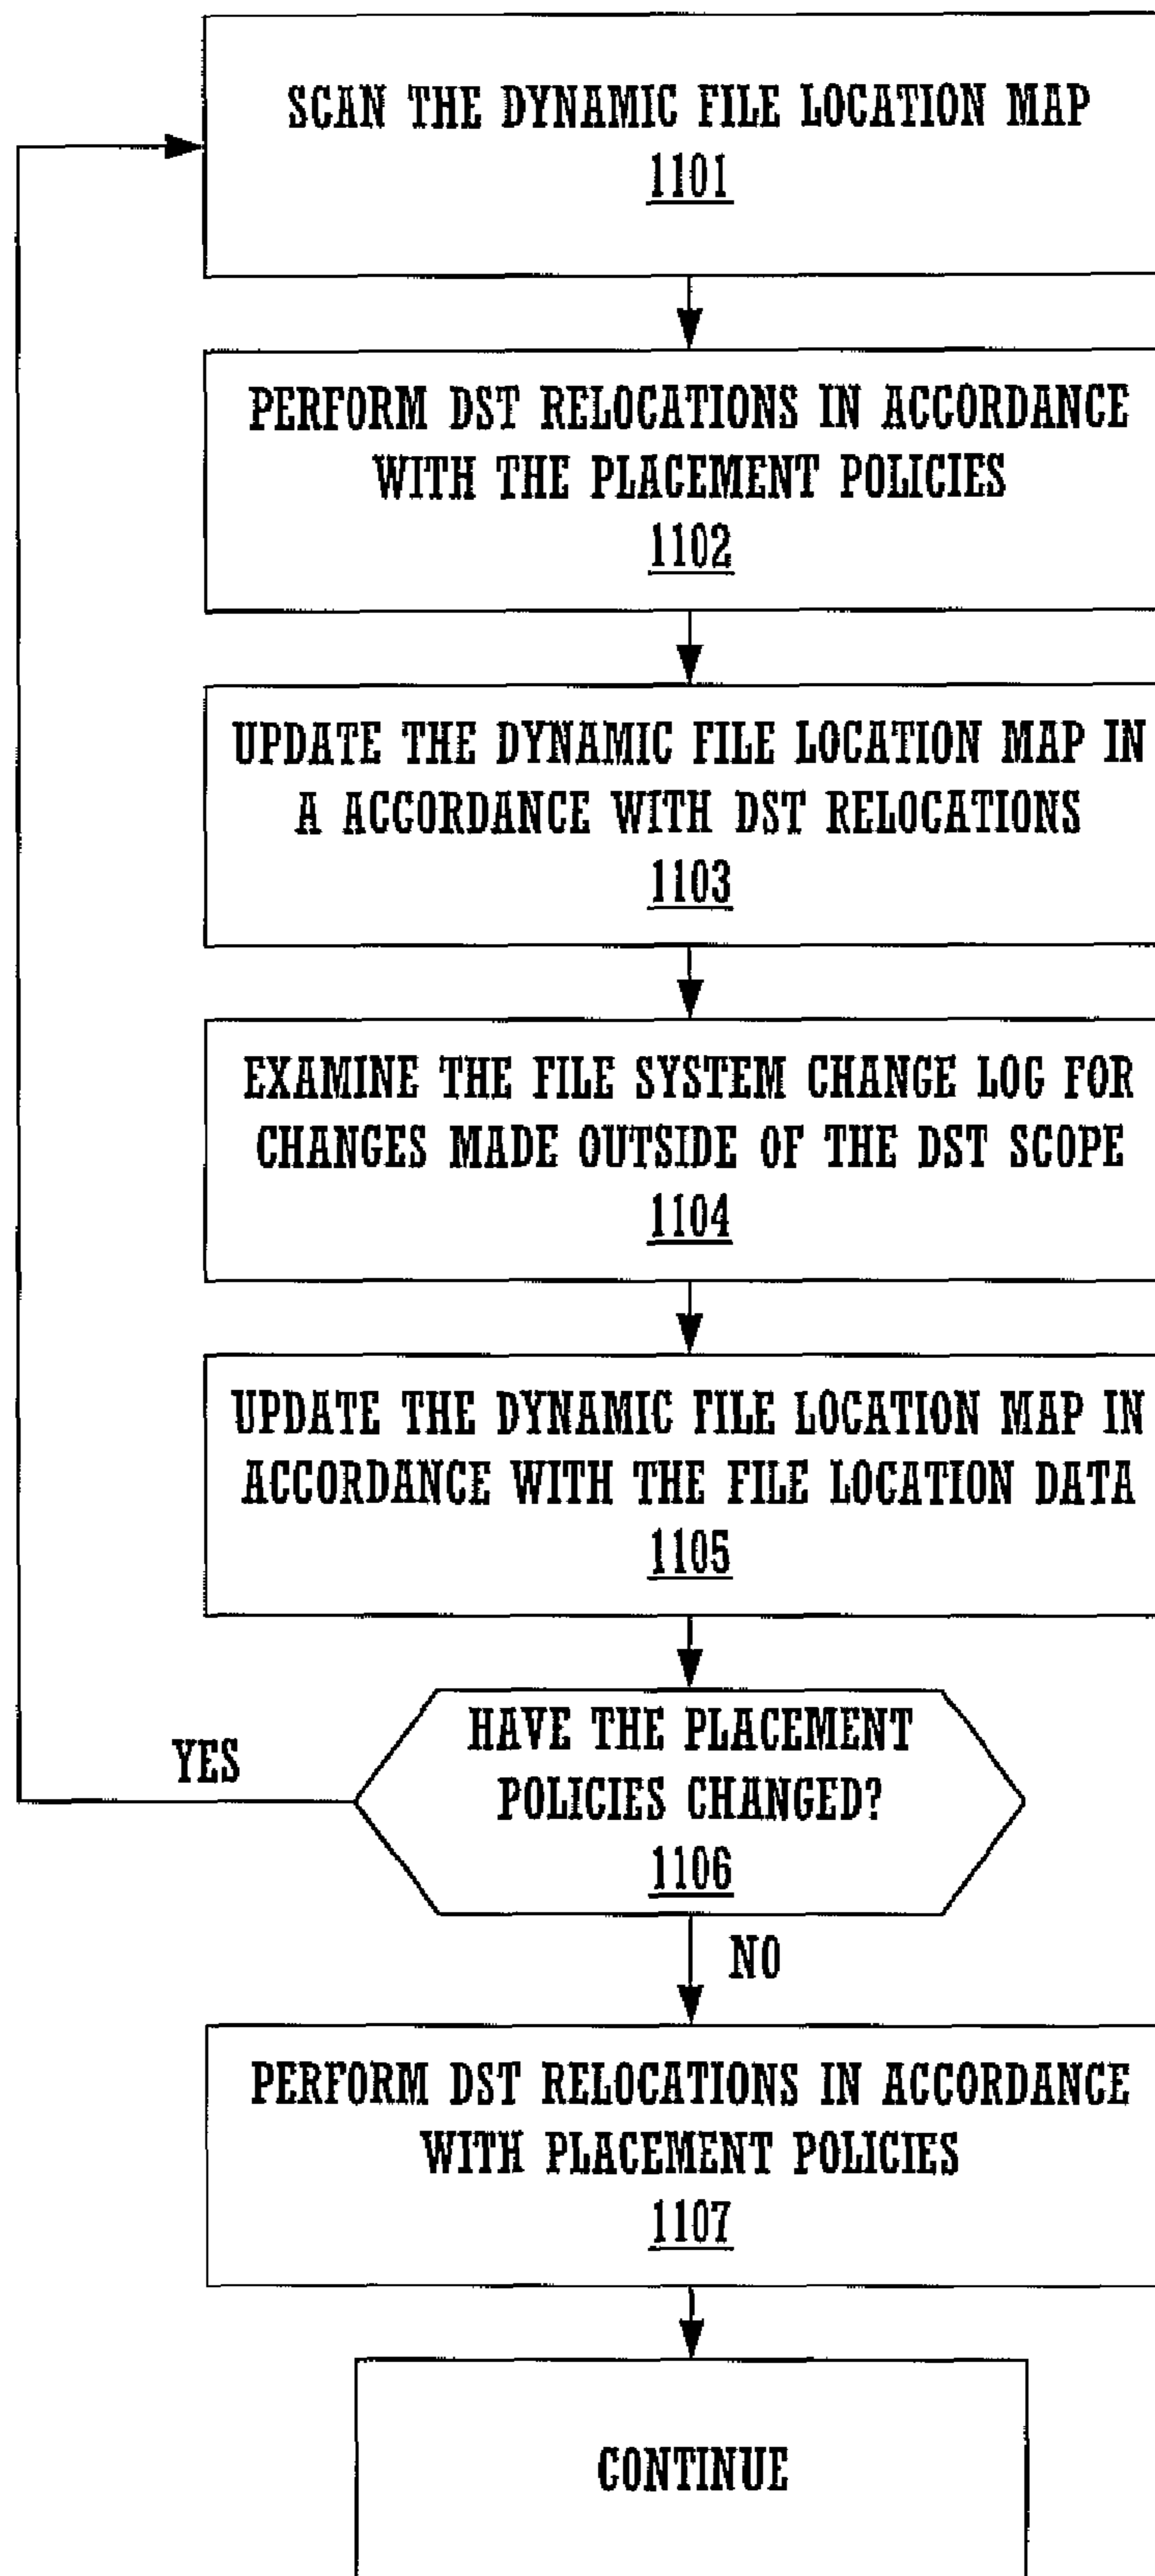 SCAN THE DYNAMIC FILE LOCATION MAP
1101
PERFORM DST RELOCATIONS IN ACCORDANCE
WITH THE PLACEMENT POLICIES
1102
UPDATE THE DYNAMIC FILE LOCATION MAP IN
A ACCORDANCE WITH DST RELOCATIONS
1103
EXAMINE THE FILE SYSTEM CHANGE LOG FOR
CHANGES MADE OUTSIDE OF THE DST SCOPE
1104
UPDATE THE DYNAMIC FILE LOCATION MAP IN
ACCORDANCE WITH THE FILE LOCATION DATA
1105
HAVE THE PLACEMENT
POLICIES CHANGED?
1106
YES
NO
PERFORM DST RELOCATIONS IN ACCORDANCE
WITH PLACEMENT POLICIES
1107
CONTINUE